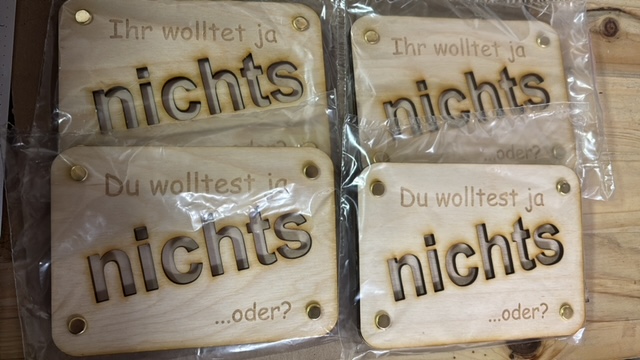 Ihr wolltet ja
nichts
Ihr wolltet ja
nichts
...oder?
Du wolltest ja
nichts
...oder?
Du wolltest ja
nichts
...oder?